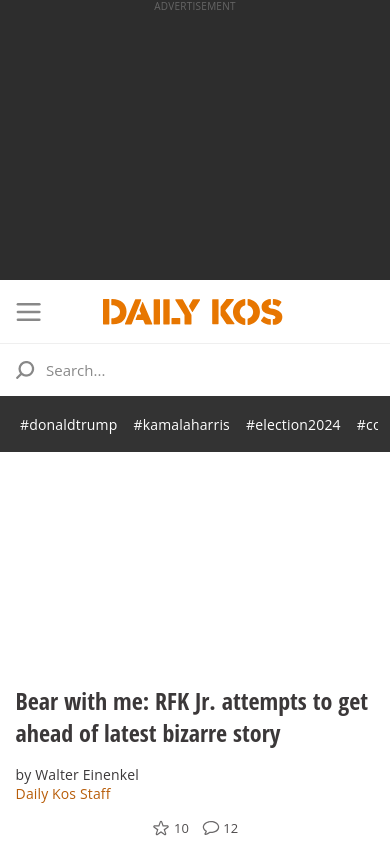 ADVERTISEMENT
DAILY KOS
Search...
#donaldtrump #kamalaharris #election2024
Bear with me: RFK Jr. attempts to get
ahead of latest bizarre story
by Walter Einenkel
Daily Kos Staff
10 12